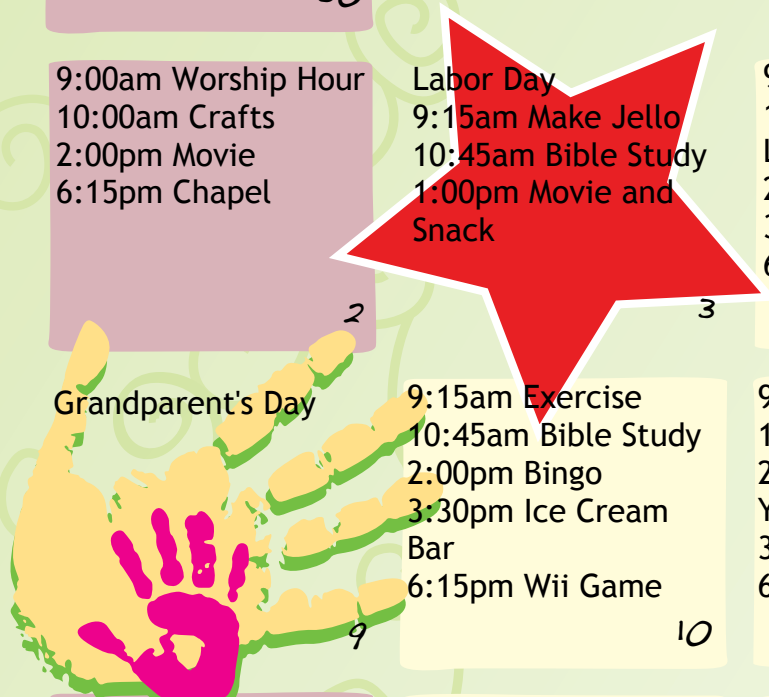 30
9:00am Worship Hour
10:00am Crafts
2:00pm Movie
6:15pm Chapel
2
Labor Day
9:15am Make Jello
10:45am Bible Study
1:00pm Movie and
Snack
3
Grandparent's Day
9
9:15am Exercise
10:45am Bible Study
2:00pm Bingo
3:30pm Ice Cream
Bar
6:15pm Wii Game
10